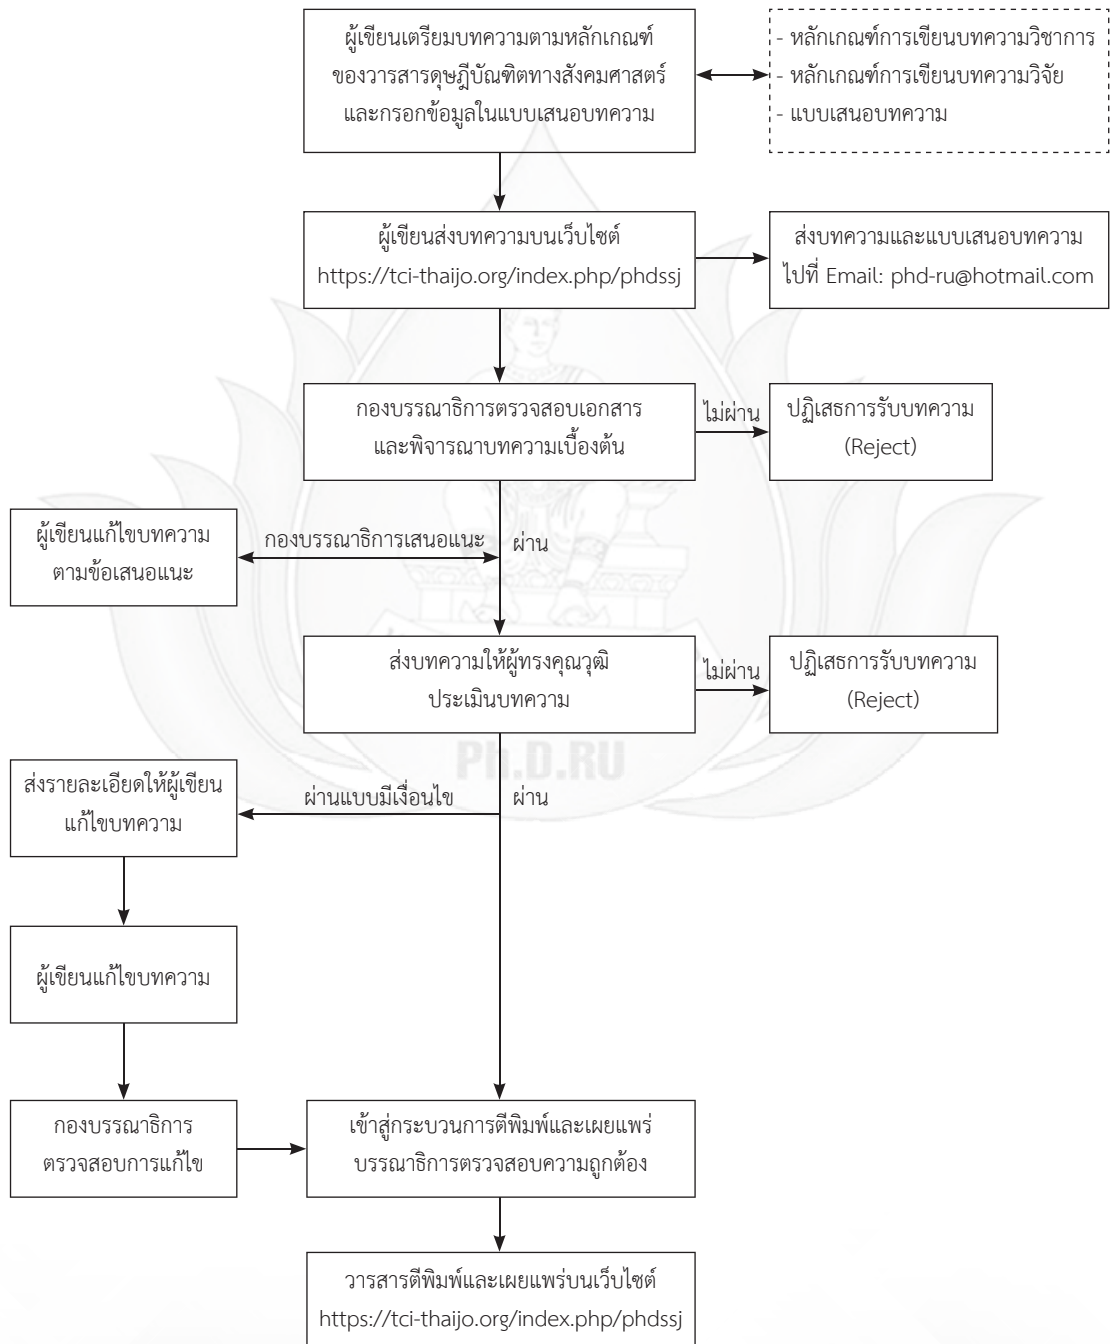 ผู้เขียนเตรียมบทความตามหลักเกณฑ์
ของวารสารดุษฎีบัณฑิตทางสังคมศาสตร์
และกรอกข้อมูลในแบบเสนอบทความ
- หลักเกณฑ์การเขียนบทความวิชาการ
- หลักเกณฑ์การเขียนบทความวิจัย
- แบบเสนอบทความ
ผู้เขียนส่งบทความบนเว็บไซต์
https://tci-thaijo.org/index.php/phdssj
ส่งบทความและแบบเสนอบทความ
ไปที่ Email: phd-ru@hotmail.com
กองบรรณาธิการตรวจสอบเอกสาร
และพิจารณาบทความเบื้องต้น
ไม่ผ่าน
ปฏิเสธการรับบทความ
(Reject)
ผู้เขียนแก้ไขบทความ
ตามข้อเสนอแนะ
กองบรรณาธิการเสนอแนะ
ผ่าน
ส่งบทความให้ผู้ทรงคุณวุฒิ
ประเมินบทความ
ไม่ผ่าน
ปฏิเสธการรับบทความ
(Reject)
Ph.D.RU
ส่งรายละเอียดให้ผู้เขียน
แก้ไขบทความ
ผ่านแบบมีเงื่อนไข
ผ่าน
ผู้เขียนแก้ไขบทความ
กองบรรณาธิการ
ตรวจสอบการแก้ไข
เข้าสู่กระบวนการตีพิมพ์และเผยแพร่
บรรณาธิการตรวจสอบความถูกต้อง
วารสารตีพิมพ์และเผยแพร่บนเว็บไซต์
https://tci-thaijo.org/index.php/phdssj